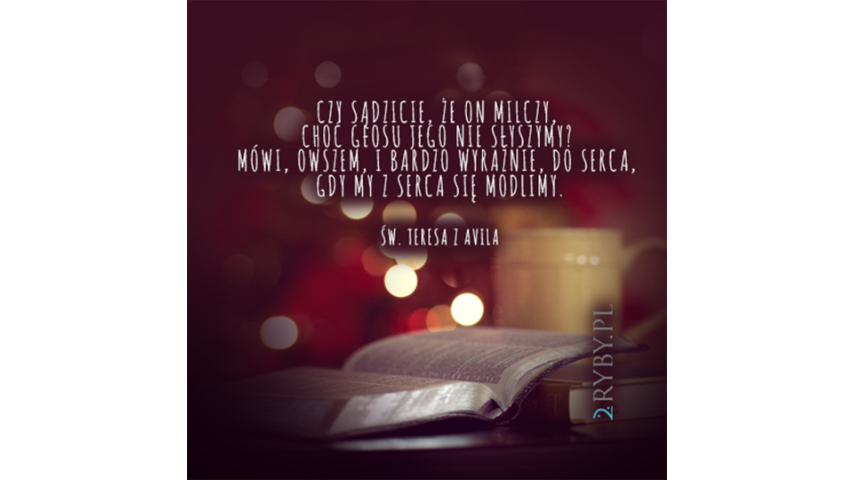 CZY SĄDZICIE, ŻE ON MILCZY,
CHOĆ GŁOSU JEGO NIE SŁYSZYMY?
MÓWI, OWSZEM, I BARDZO WYRAŹNIE, DO SERCA,
GDY MY Z SERCA SIĘ MODLIMY.
ŚW. TERESA Z AVILA
2RYBY.PL